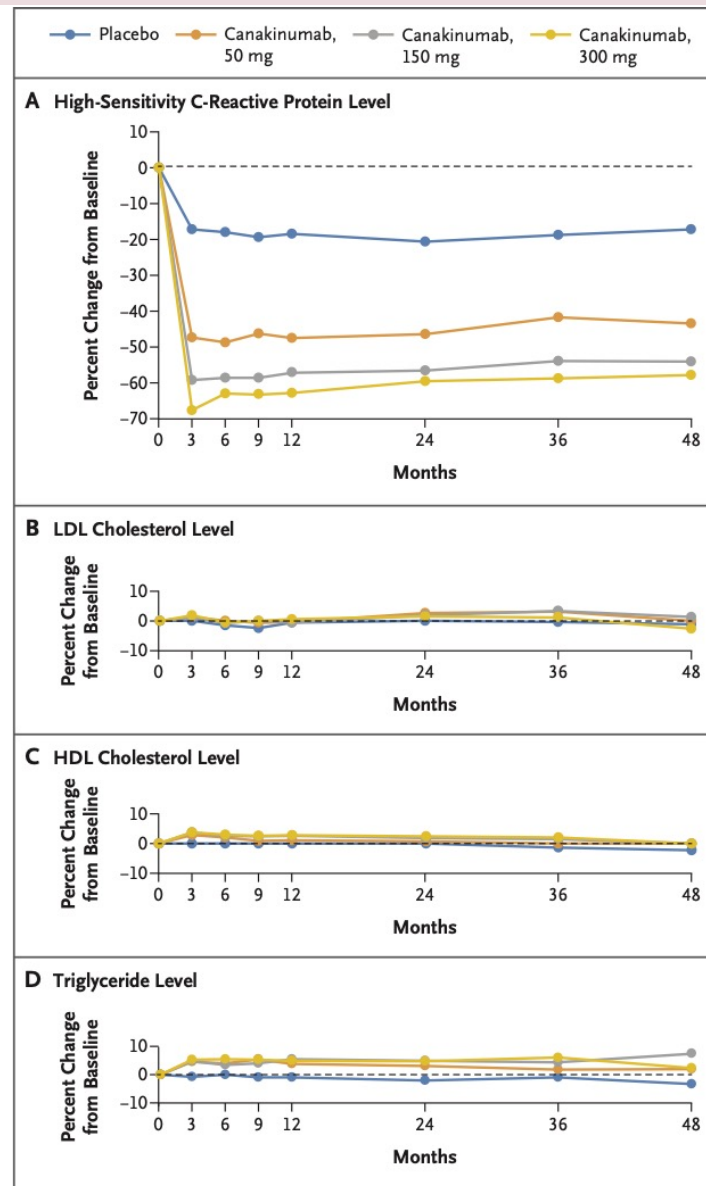 Placebo
Canakinumab,
50 mg
Canakinumab,
150 mg
Canakinumab,
300 mg
A High-Sensitivity C-Reactive Protein Level
Percent Change from Baseline
10
0
−10
−20
−30
−40
−50
−60
−70
0 3 6 9 12 24 36 48
Months
B LDL Cholesterol Level
Percent Change
from Baseline
10
0
−10
0 3 6 9 12 24 36 48
Months
C HDL Cholesterol Level
Percent Change
from Baseline
10
0
−10
0 3 6 9 12 24 36 48
Months
D Triglyceride Level
Percent Change
from Baseline
10
0
−10
0 3 6 9 12 24 36 48
Months